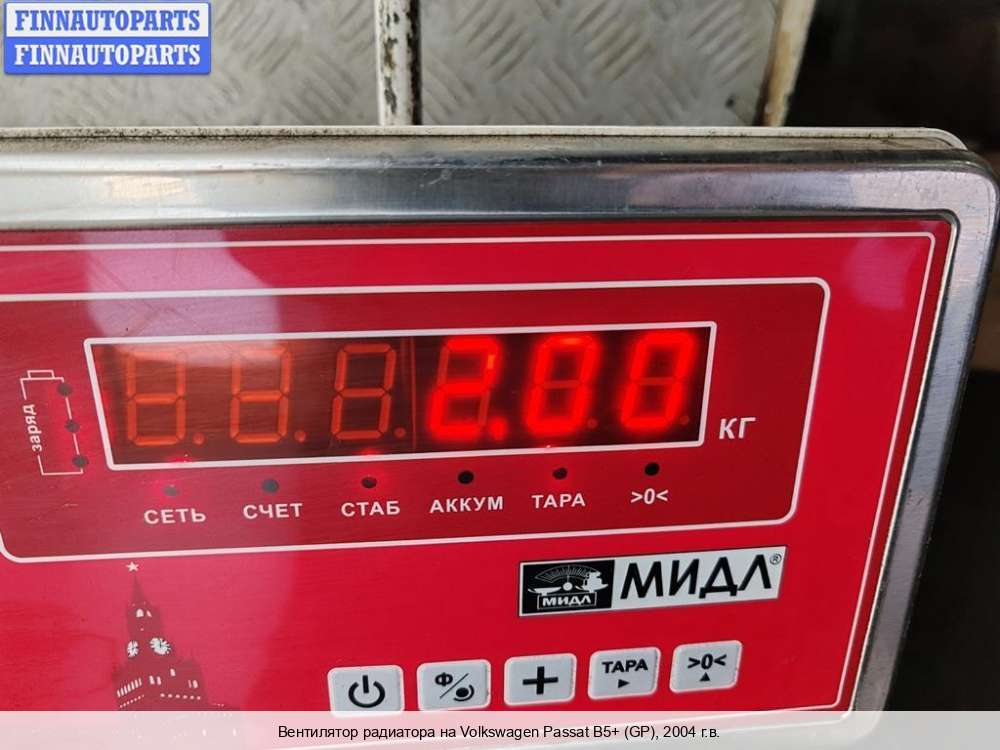 FINNAUTOPARTS
FINNAUTOPARTS
2.00
КГ
заряд
СЕТЬ СЧЕТ СТАБ АККУМ ТАРА >0<
МИДЛ МИДЛ®
Ф ТАРА >0<
Вентилятор радиатора на Volkswagen Passat B5+ (GP), 2004 г.в.